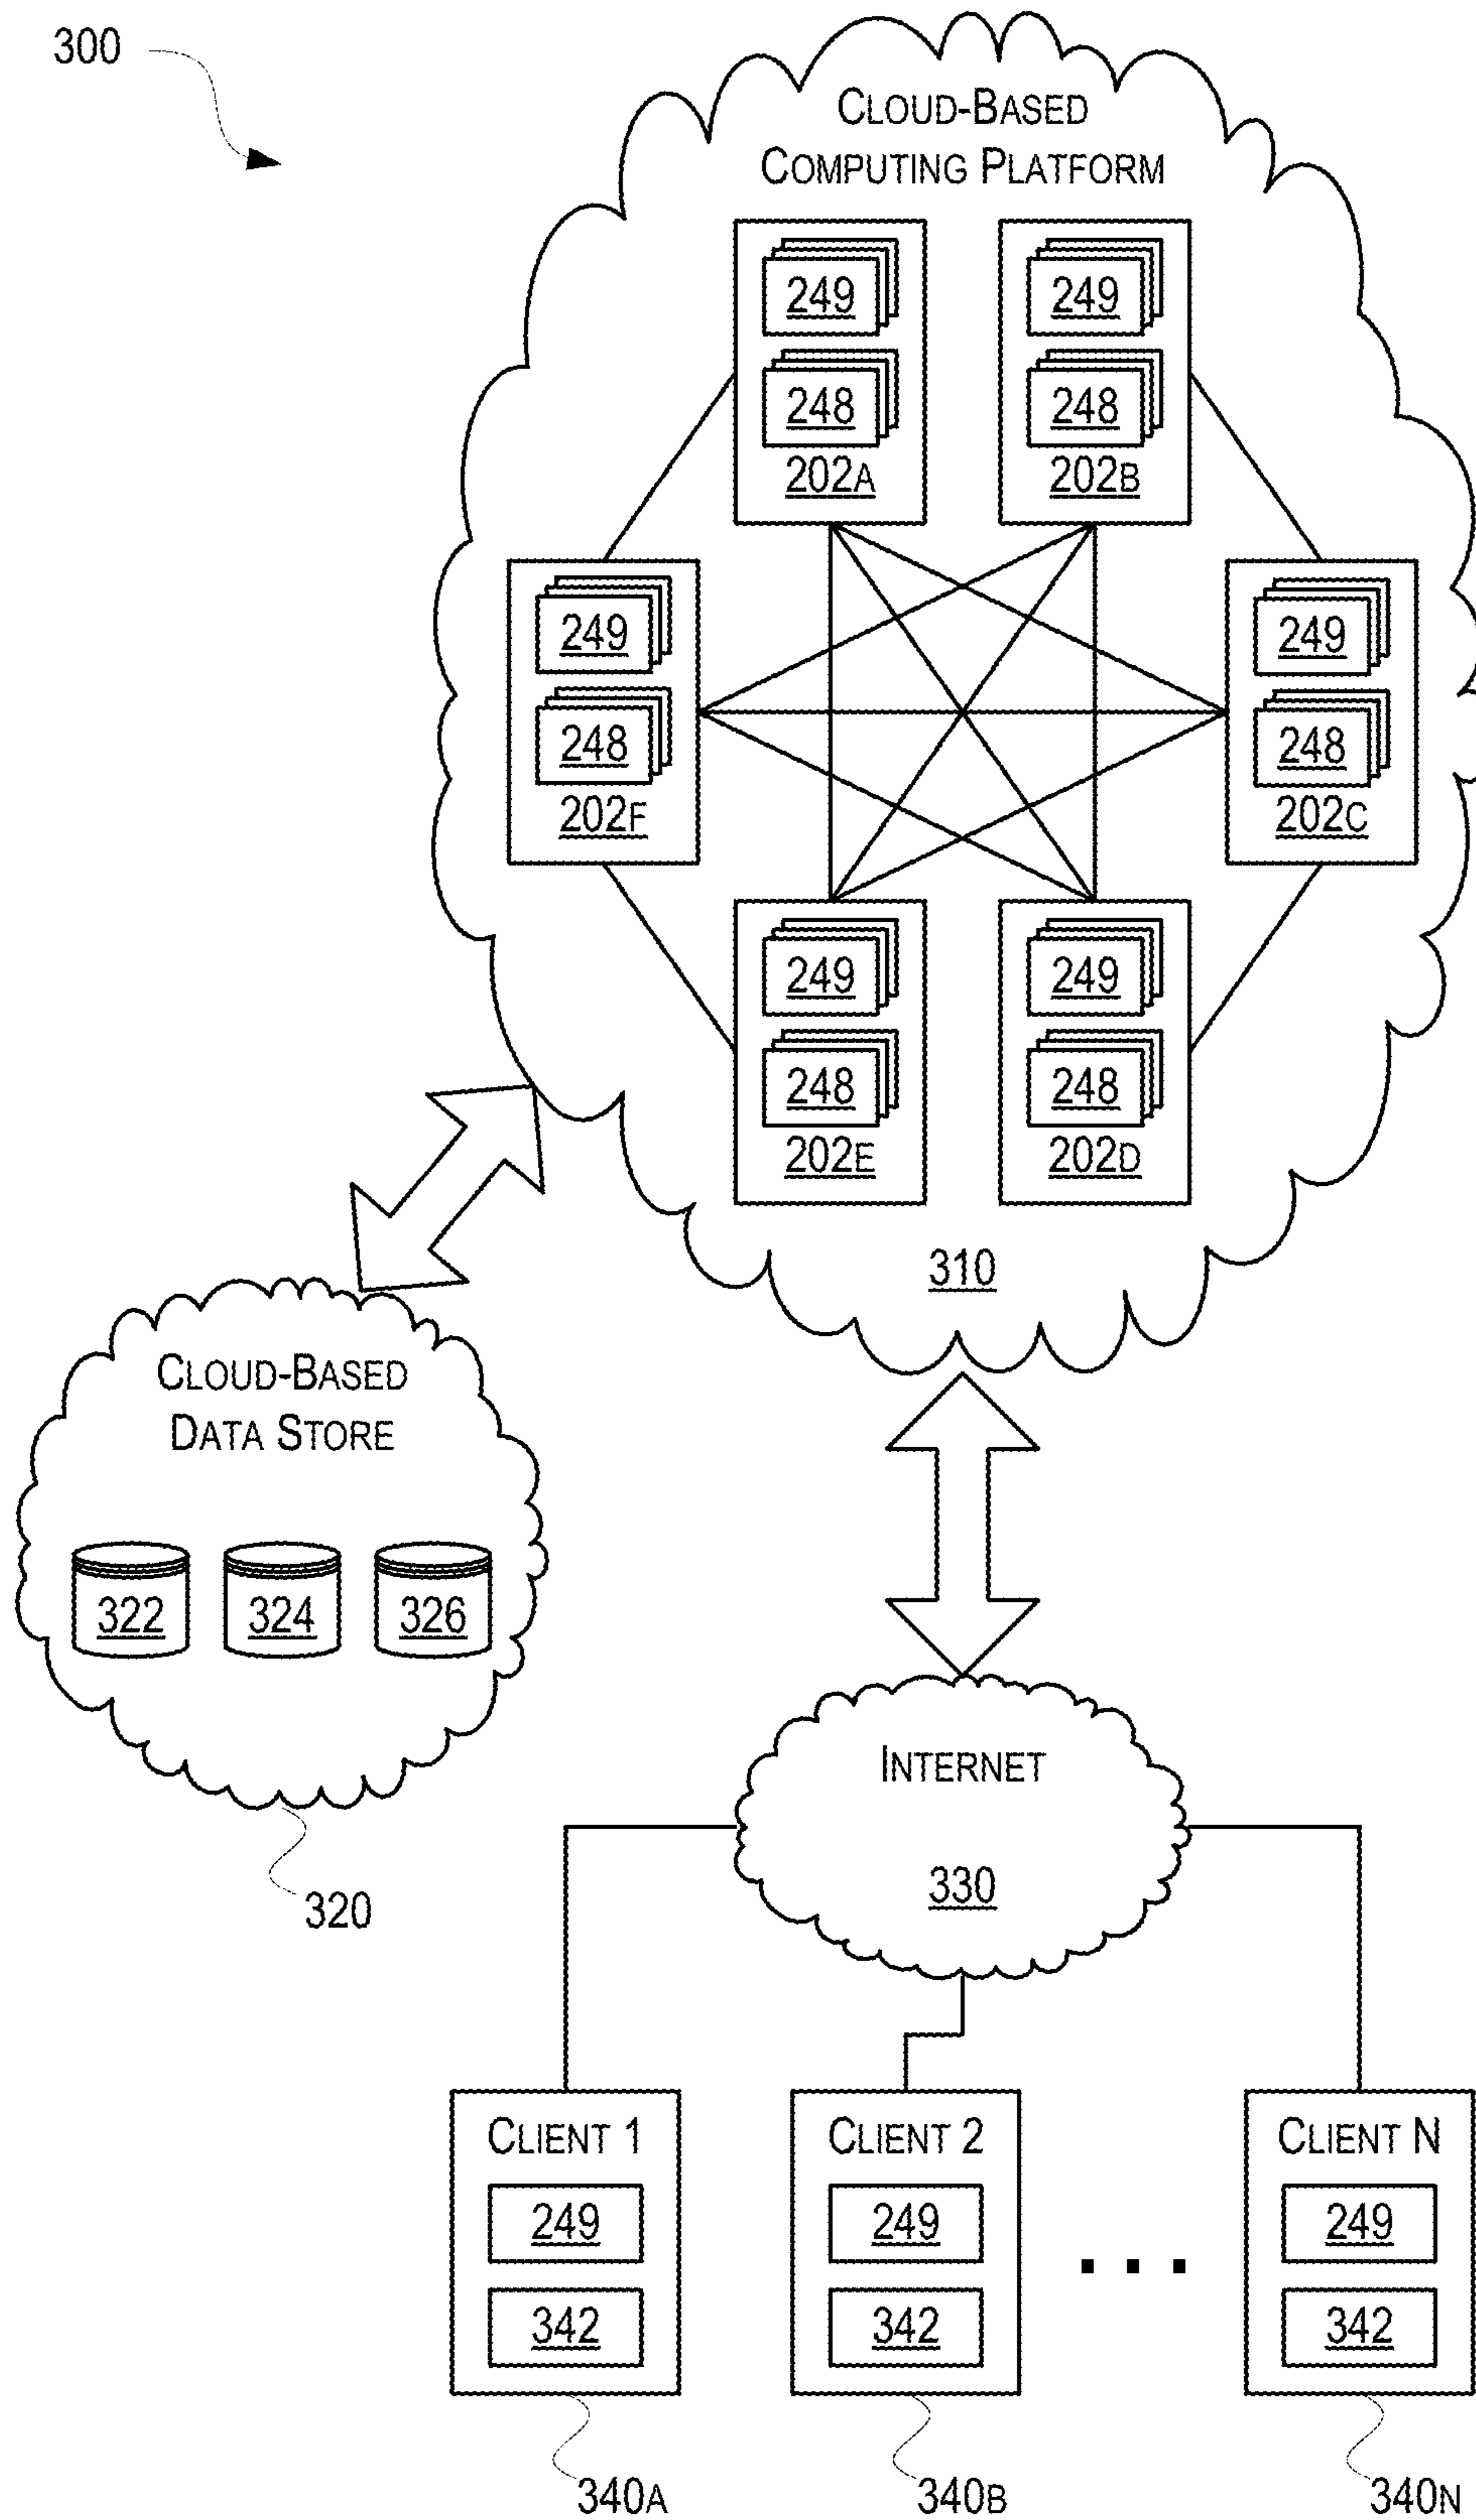 300
CLOUD-BASED
COMPUTING PLATFORM
249
249
248
248
202A
202B
249
249
248
248
202F
202C
249
249
248
248
202E
202D
310
CLOUD-BASED
DATA STORE
322 324 326
320
INTERNET
330
CLIENT 1
CLIENT 2
CLIENT N
249
249
249
342
342
. . .
342
340A
340B
340N